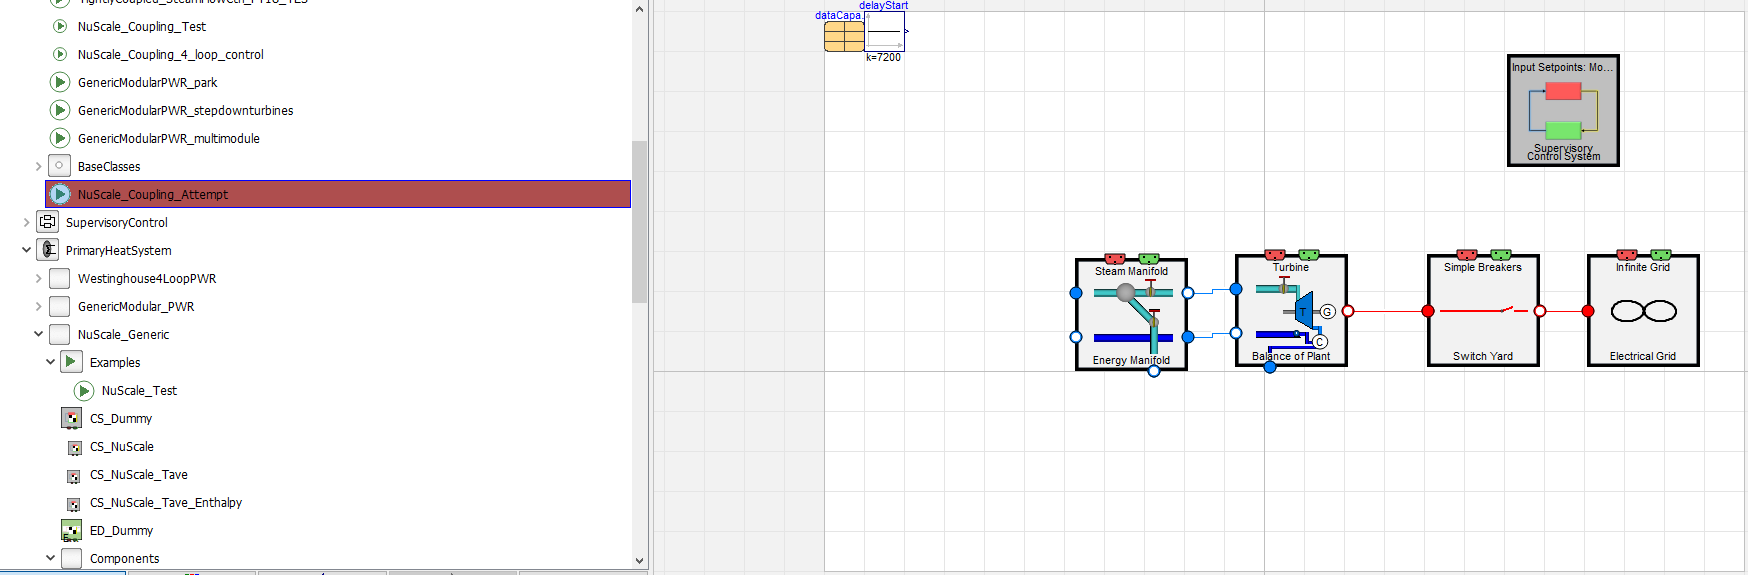 NuScale_Coupling_Test
NuScale_Coupling_4_loop_control
GenericModularPWR_park
GenericModularPWR_stepdownturbines
GenericModularPWR_multimodule
BaseClasses
NuScale_Coupling_Attempt
SupervisoryControl
PrimaryHeatSystem
Westinghouse4LoopPWR
GenericModular_PWR
NuScale_Generic
Examples
NuScale_Test
CS_Dummy
CS_NuScale
CS_NuScale_Tave
CS_NuScale_Tave_Enthalpy
ED_Dummy
Components
delayStart
dataCapa...
k=7200
Input Setpoints: Mo...
Supervisory
Control System
Steam Manifold
Energy Manifold
Turbine
T
G
C
Balance of Plant
Simple Breakers
Switch Yard
Infinite Grid
Electrical Grid